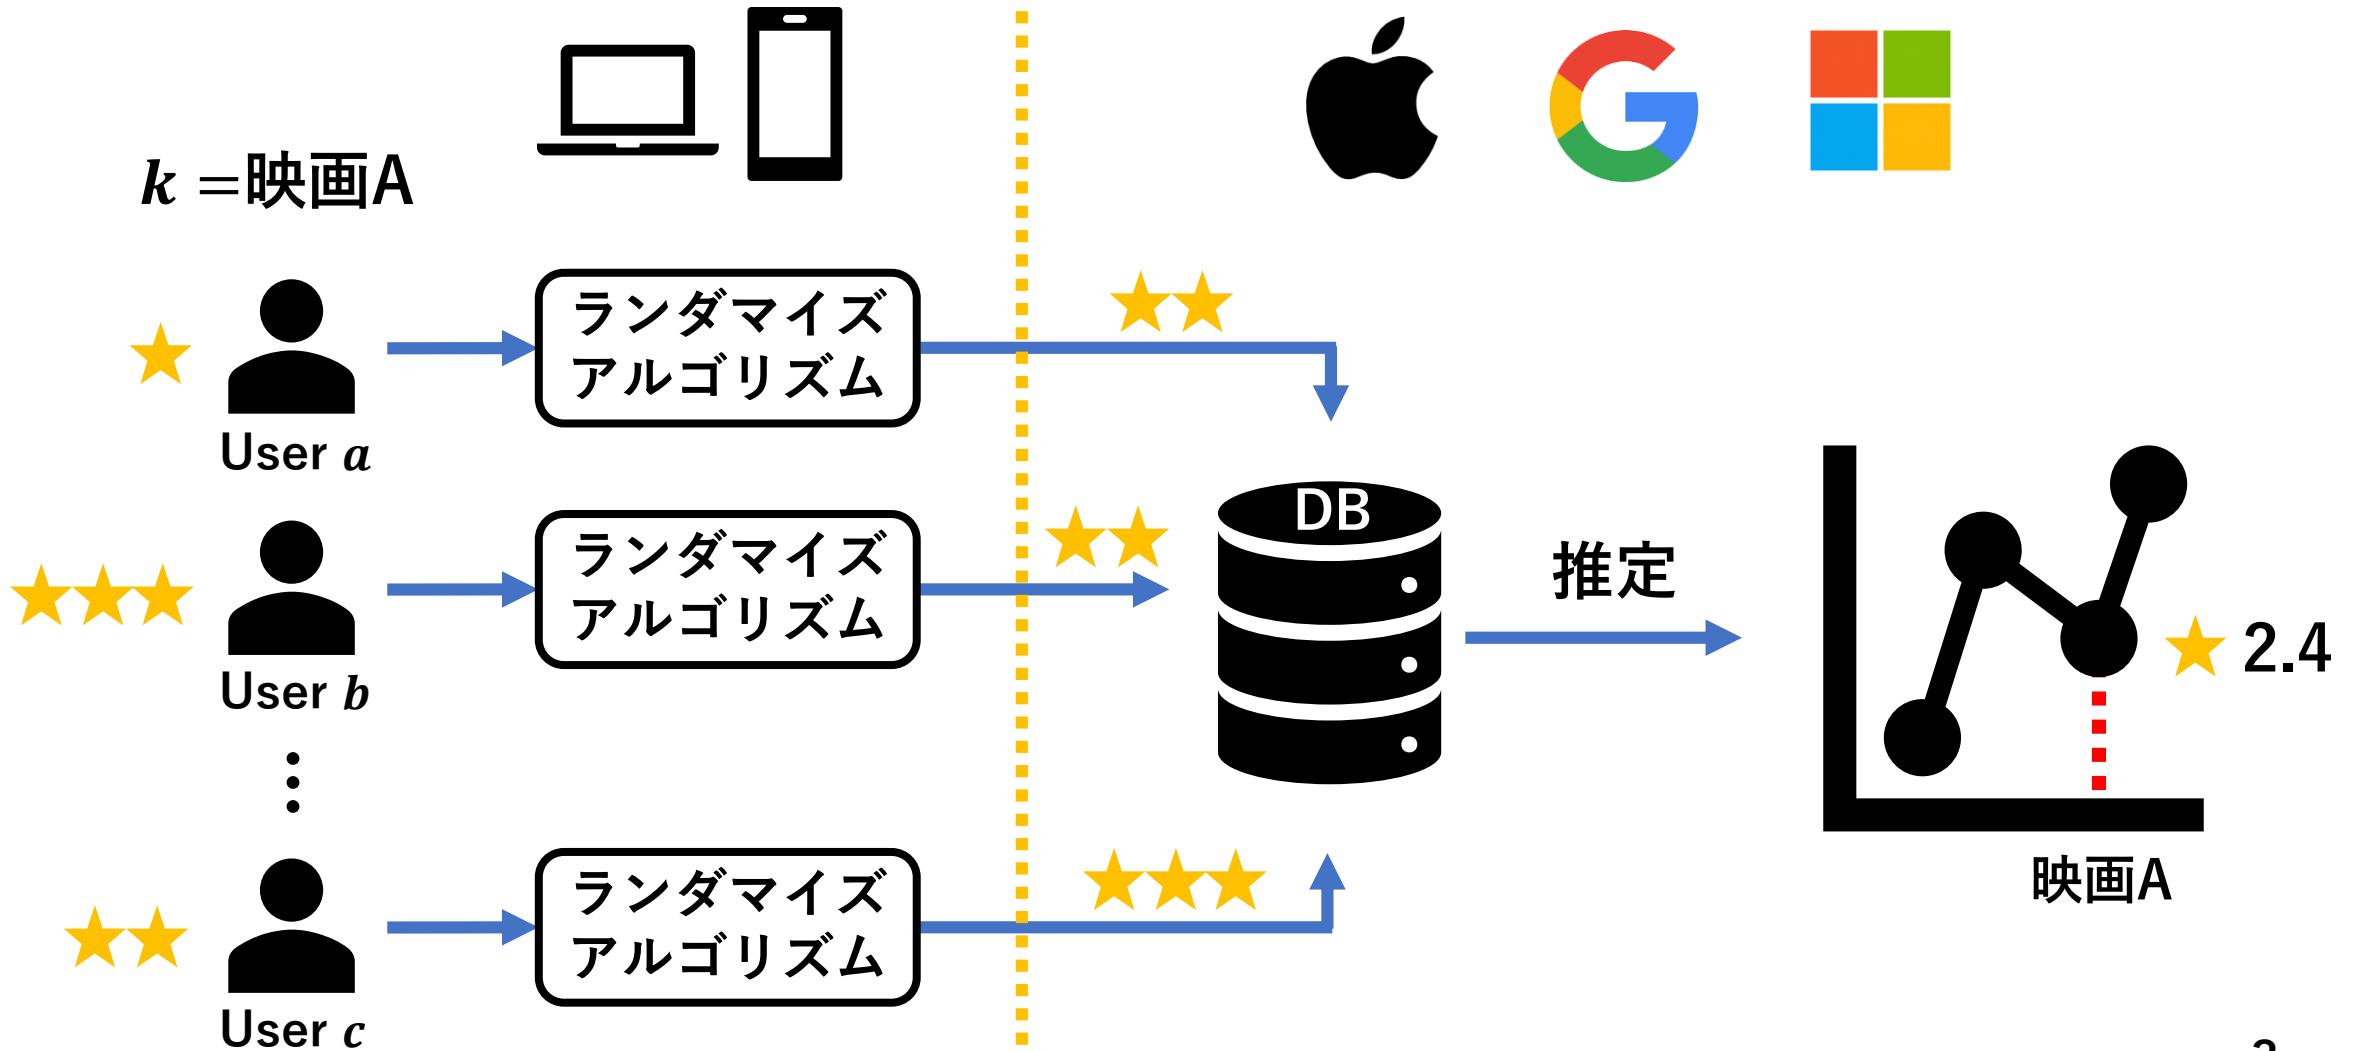 k =映画A
ランダマイズ
アルゴリズム
User a
ランダマイズ
アルゴリズム
User b
DB
推定
2.4
映画A
ランダマイズ
アルゴリズム
User c